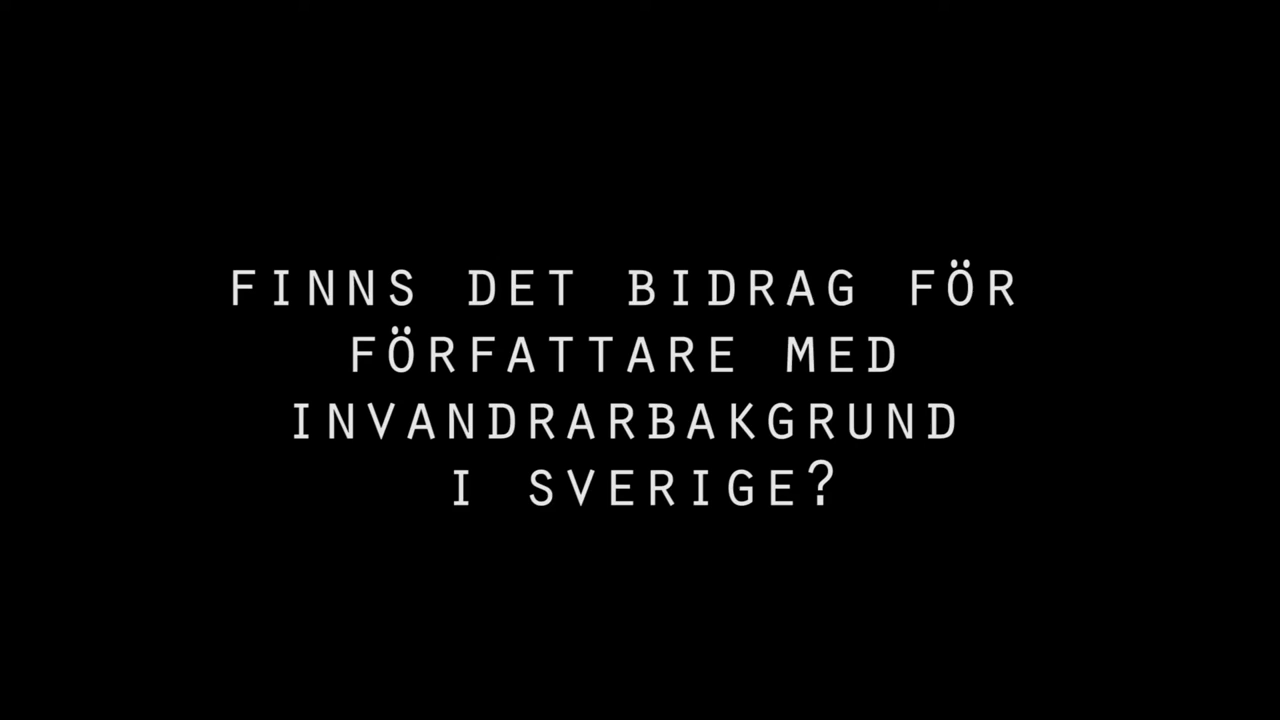 FINNS DET BIDRAG FÖR
FÖRFATTARE MED
INVANDRARBAKGRUND
I SVERIGE?